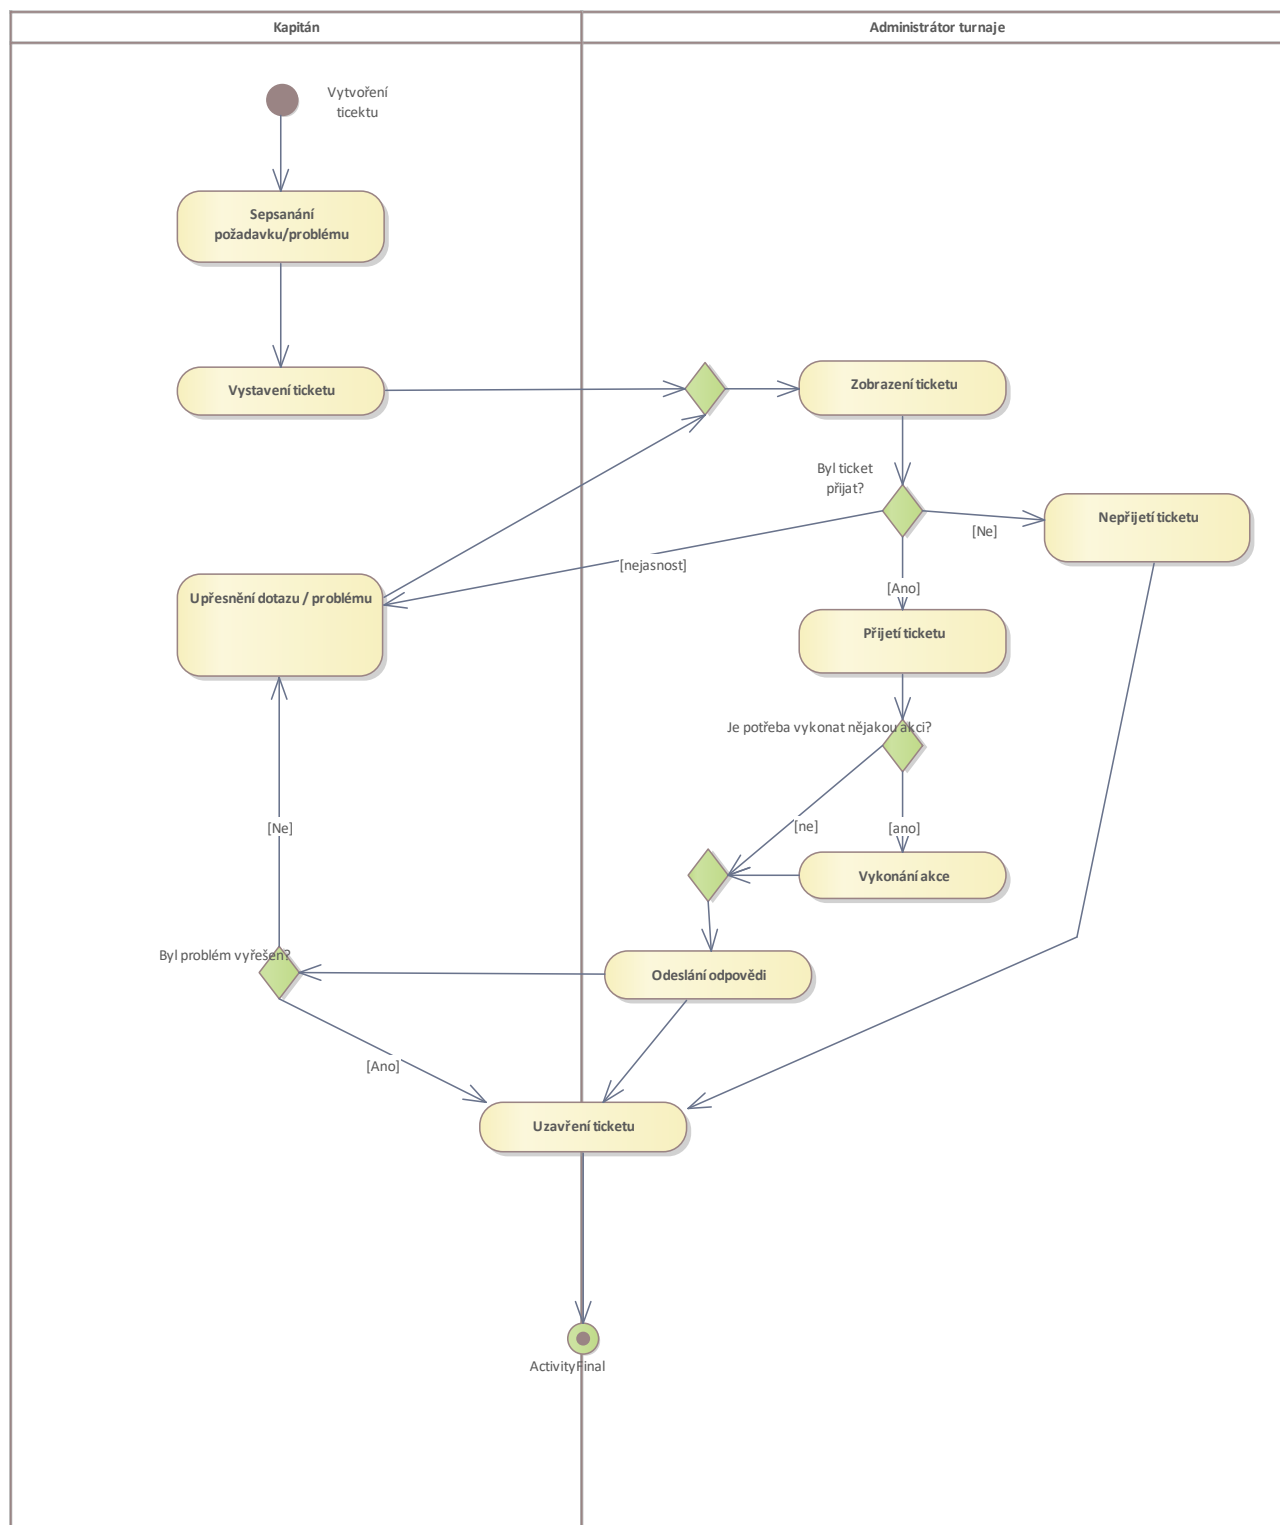 Kapitán
Administrátor turnaje
Vytvoření
ticektu
Sepsanání
požadavku/problému
Vystavení ticketu
Zobrazení ticketu
Byl ticket
přijat?
Nepřijetí ticketu
[Ne]
[nejasnost]
[Ano]
Upřesnění dotazu / problému
Přijetí ticketu
Je potřeba vykonat nějakou akci?
[Ne]
[ne]
[ano]
Vykonání akce
Byl problém vyřešen?
Odeslání odpovědi
[Ano]
Uzavření ticketu
ActivityFinal